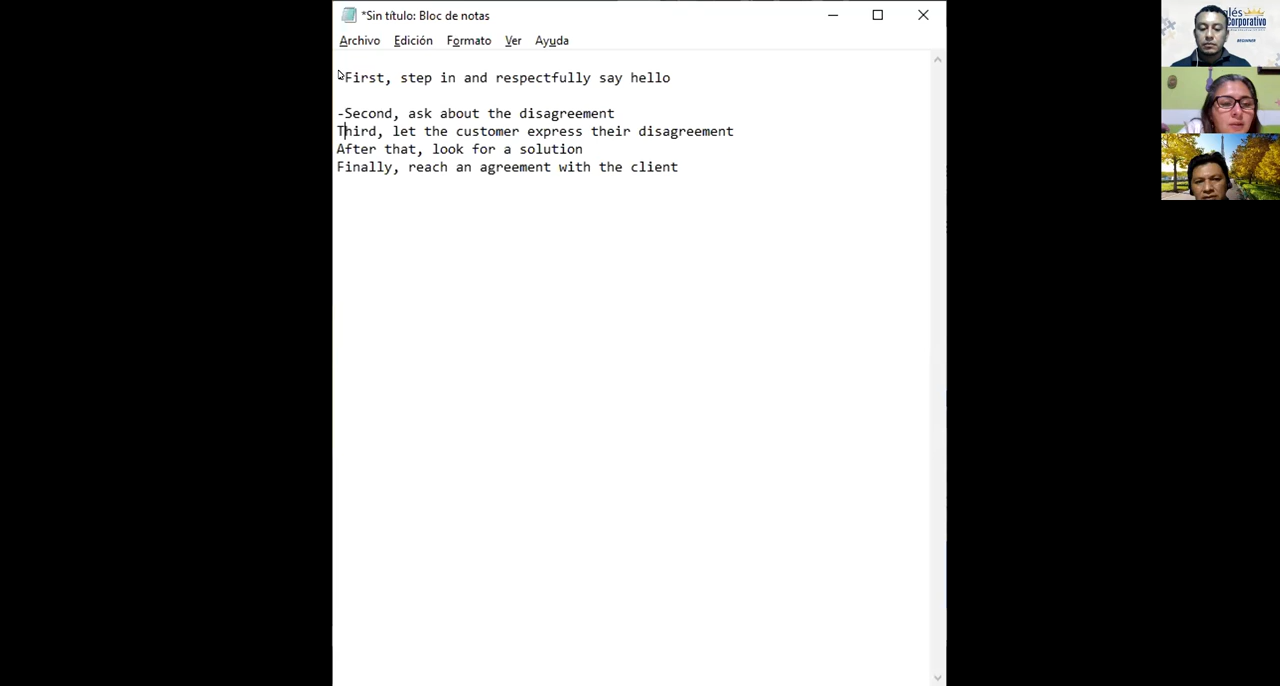 *Sin título: Bloc de notas
Archivo Edición Formato Ver Ayuda
-First, step in and respectfully say hello
-Second, ask about the disagreement
Third, let the customer express their disagreement
After that, look for a solution
Finally, reach an agreement with the client
BEGINNER